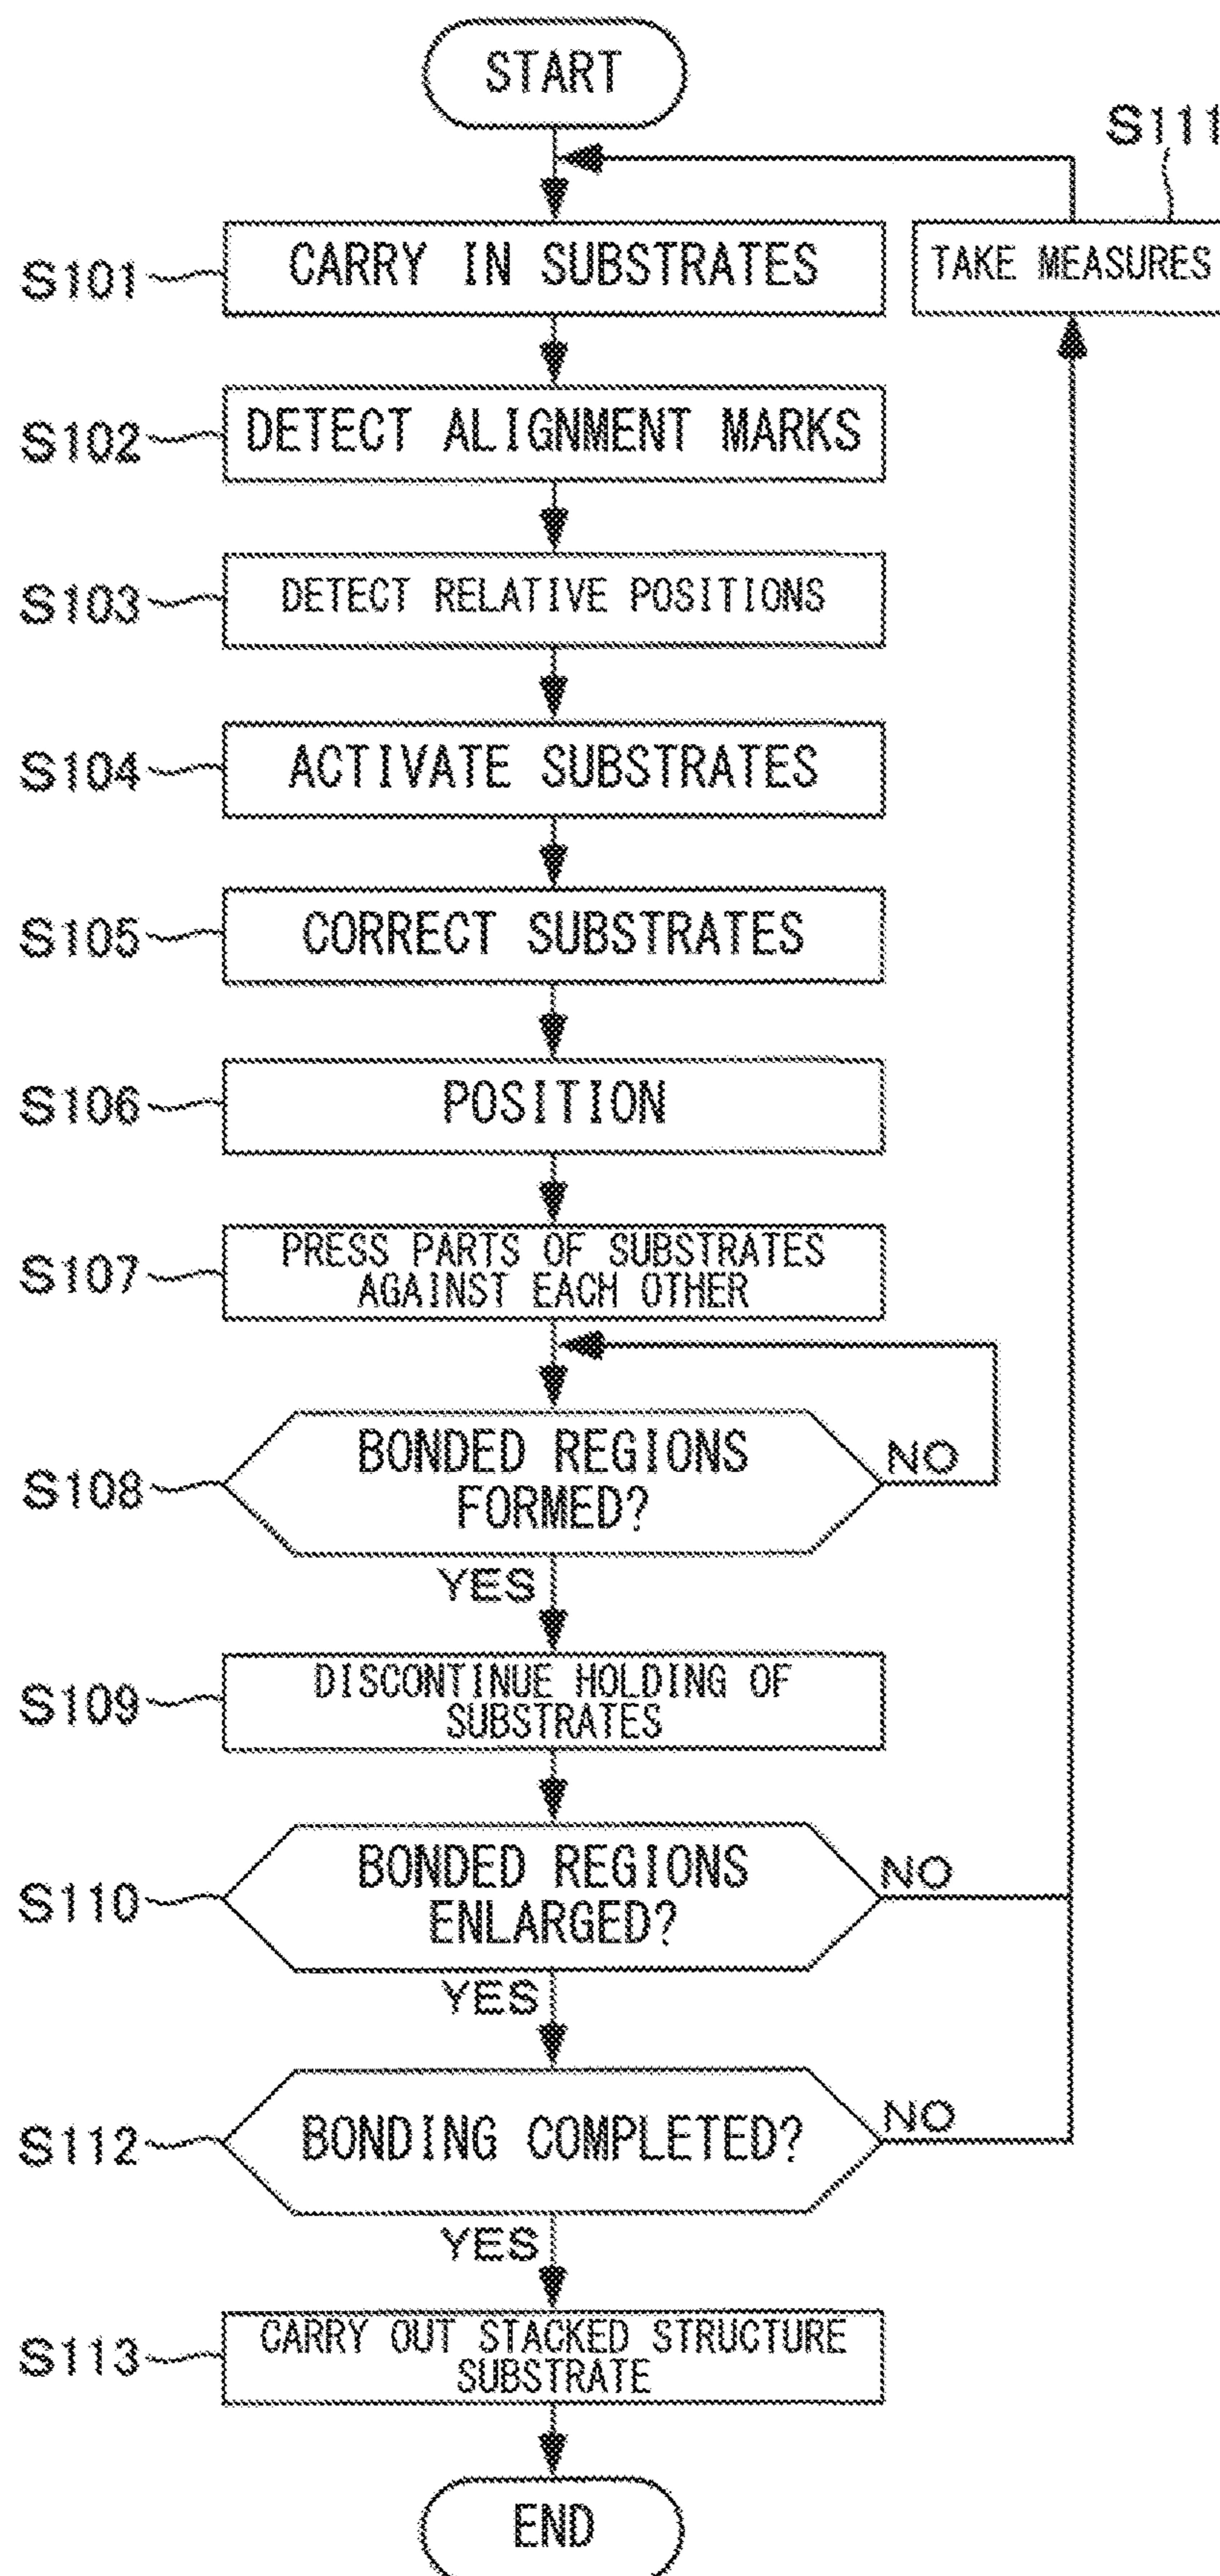 START
S111
S101
CARRY IN SUBSTRATES
TAKE MEASURES
S102
DETECT ALIGNMENT MARKS
S103
DETECT RELATIVE POSITIONS
S104
ACTIVATE SUBSTRATES
S105
CORRECT SUBSTRATES
S106
POSITION
S107
PRESS PARTS OF SUBSTRATES
AGAINST EACH OTHER
S108
BONDED REGIONS
FORMED?
NO
YES
S109
DISCONTINUE HOLDING OF
SUBSTRATES
S110
BONDED REGIONS
ENLARGED?
NO
YES
S112
BONDING COMPLETED?
NO
YES
S113
CARRY OUT STACKED STRUCTURE
SUBSTRATE
END